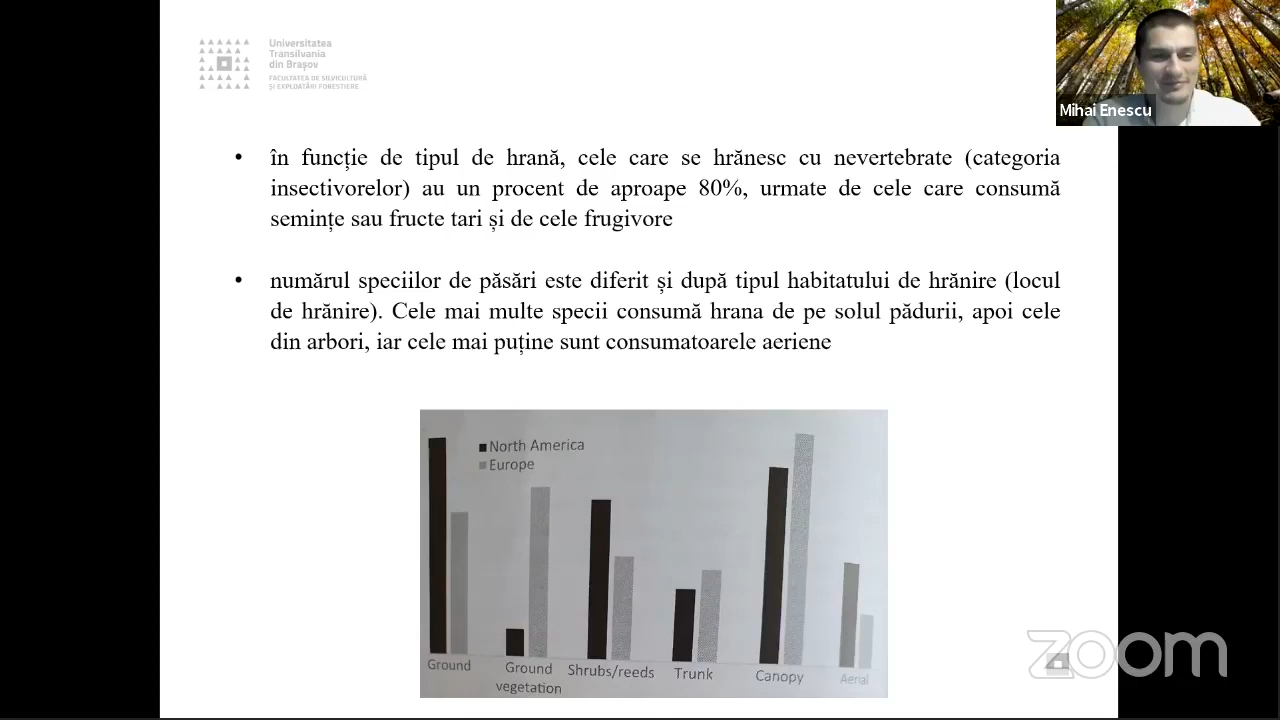 Universitatea
Transilvania
din Brașov
FACULTATEA DE SILVICULTURĂ
ȘI EXPLOATĂRI FORESTIERE
Mihai Enescu
• în funcție de tipul de hrană, cele care se hrănesc cu nevertebrate (categoria
insectivorelor) au un procent de aproape 80%, urmate de cele care consumă
semințe sau fructe tari și de cele frugivore
• numărul speciilor de păsări este diferit și după tipul habitatului de hrănire (locul
de hrănire). Cele mai multe specii consumă hrana de pe solul pădurii, apoi cele
din arbori, iar cele mai puține sunt consumatoarele aeriene
North America
Europe
Ground
Ground
vegetation
Shrubs/reeds
Trunk
Canopy
Aerial
zoom